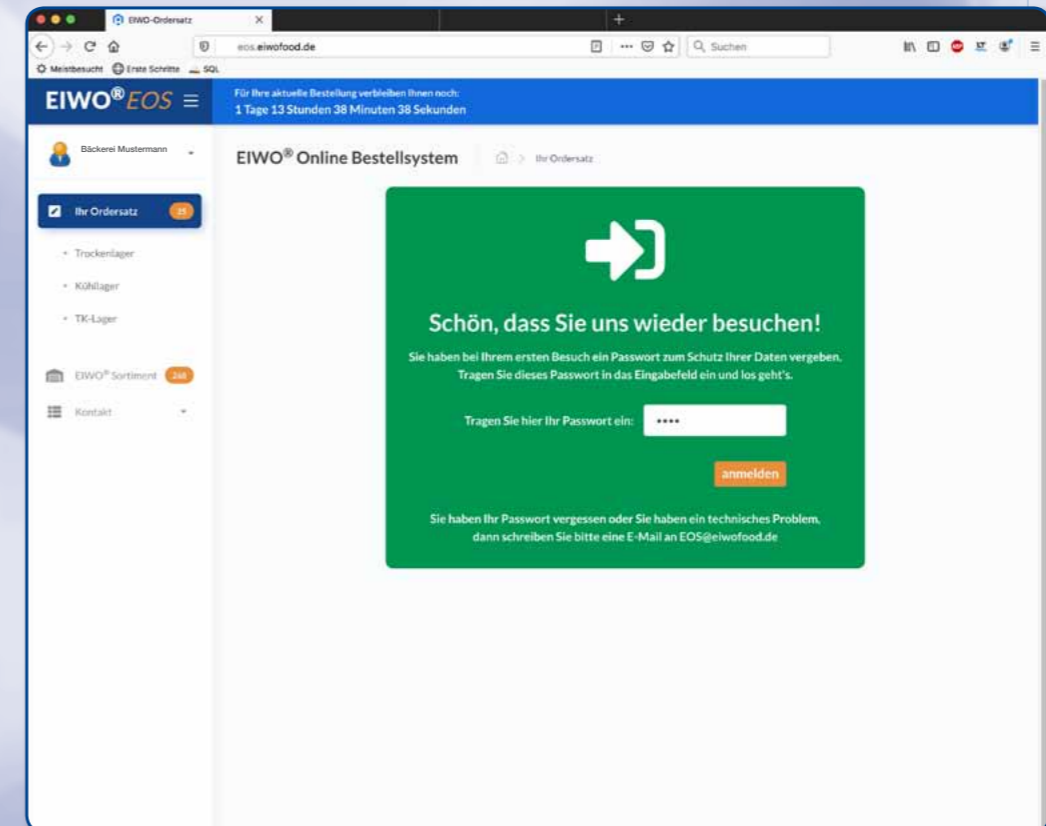 EIWO-Ordersatz
eos.eiwofood.de
Suchen
Meistbesucht Erste Schritte SQL
EIWO® EOS
Für Ihre aktuelle Bestellung verbleiben Ihnen noch:
1 Tage 13 Stunden 38 Minuten 38 Sekunden
Bäckerei Mustermann
EIWO® Online Bestellsystem > Ihr Ordersatz
Ihr Ordersatz 25
Trockenlager
Kühllager
TK-Lager
EIWO® Sortiment 268
Kontakt
Schön, dass Sie uns wieder besuchen!
Sie haben bei Ihrem ersten Besuch ein Passwort zum Schutz Ihrer Daten vergeben.
Tragen Sie dieses Passwort in das Eingabefeld ein und los geht's.
Tragen Sie hier Ihr Passwort ein: ••••
anmelden
Sie haben Ihr Passwort vergessen oder Sie haben ein technisches Problem,
dann schreiben Sie bitte eine E-Mail an EOS@eiwofood.de